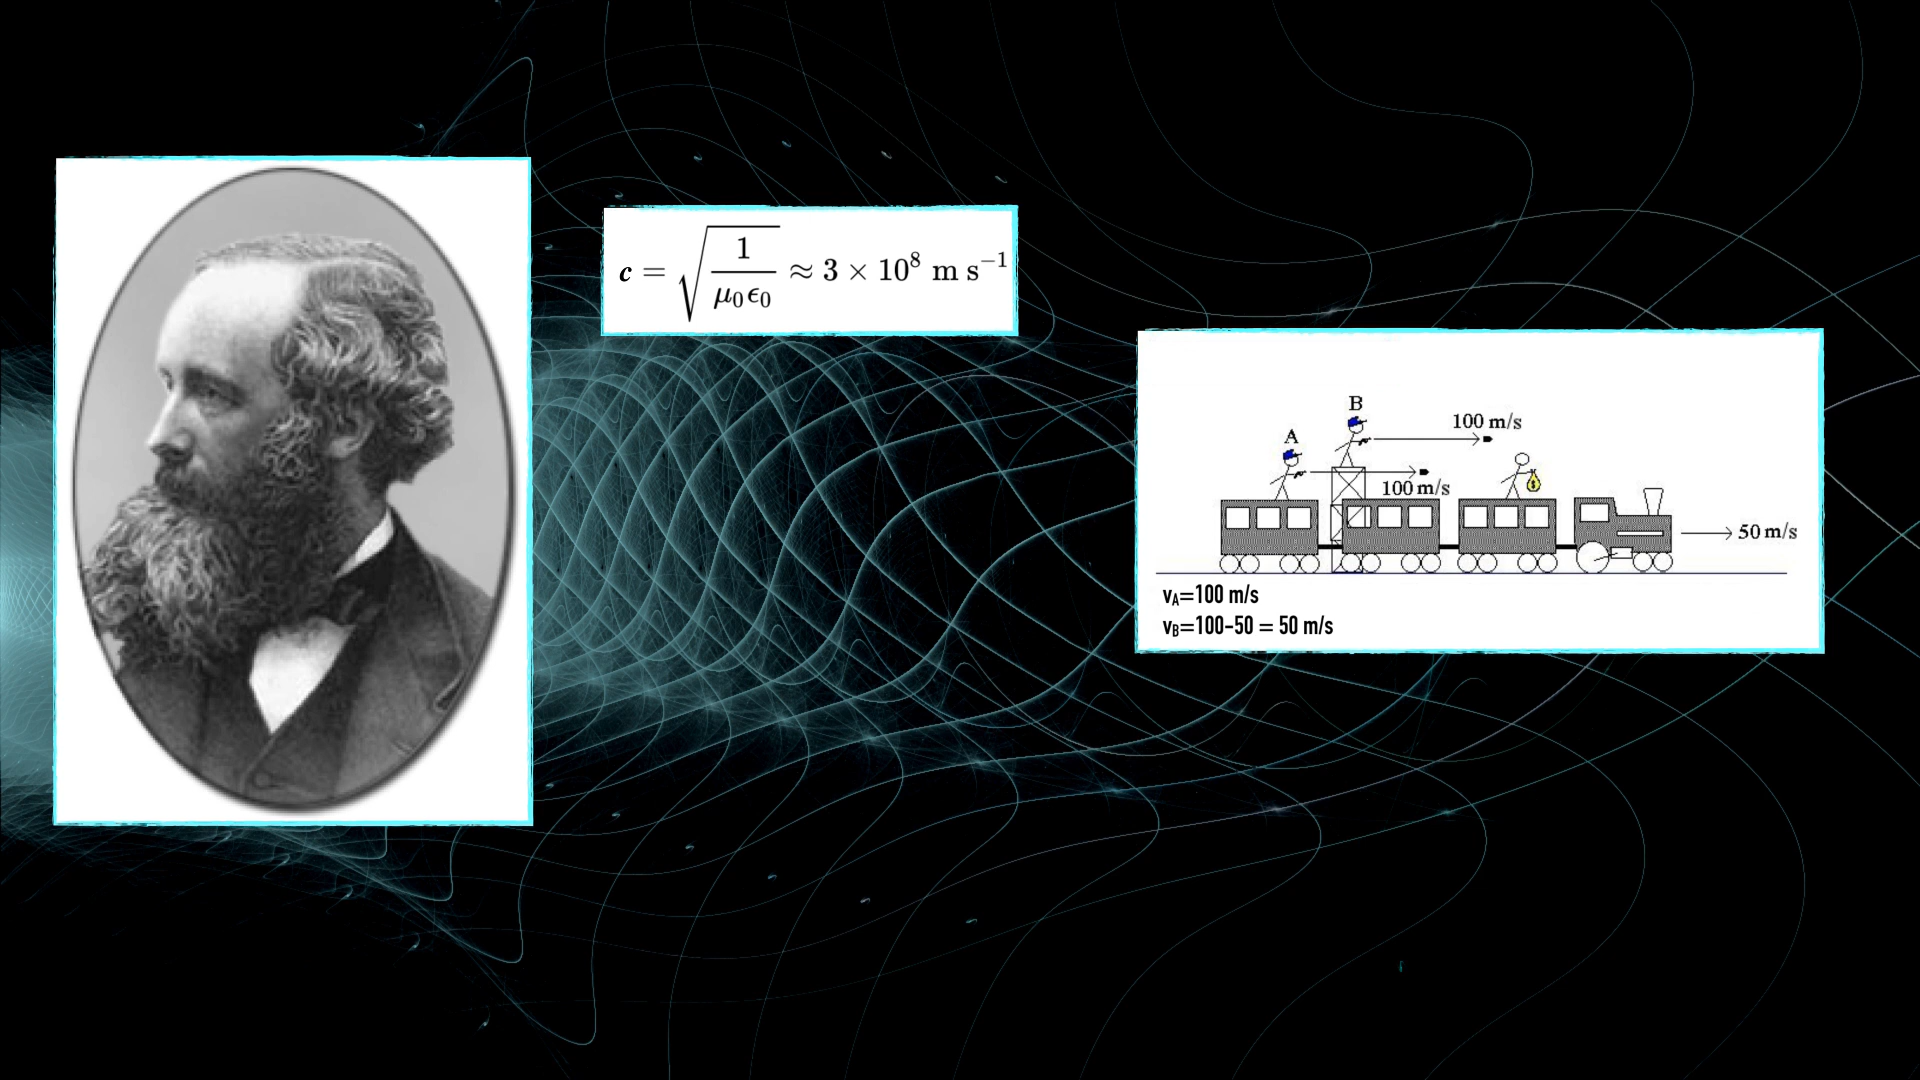 c = √(1/μ₀ϵ₀) ≈ 3 × 10⁸ m s⁻¹
B
100 m/s
A
100 m/s
50 m/s
vA=100 m/s
vB=100-50 = 50 m/s